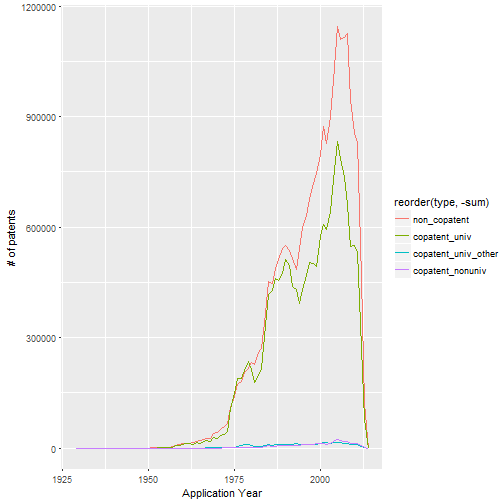 1200000
900000
600000
300000
0
# of patents
1925
1950
1975
2000
Application Year
reorder(type, -sum)
non_copatent
copatent_univ
copatent_univ_other
copatent_nonuniv